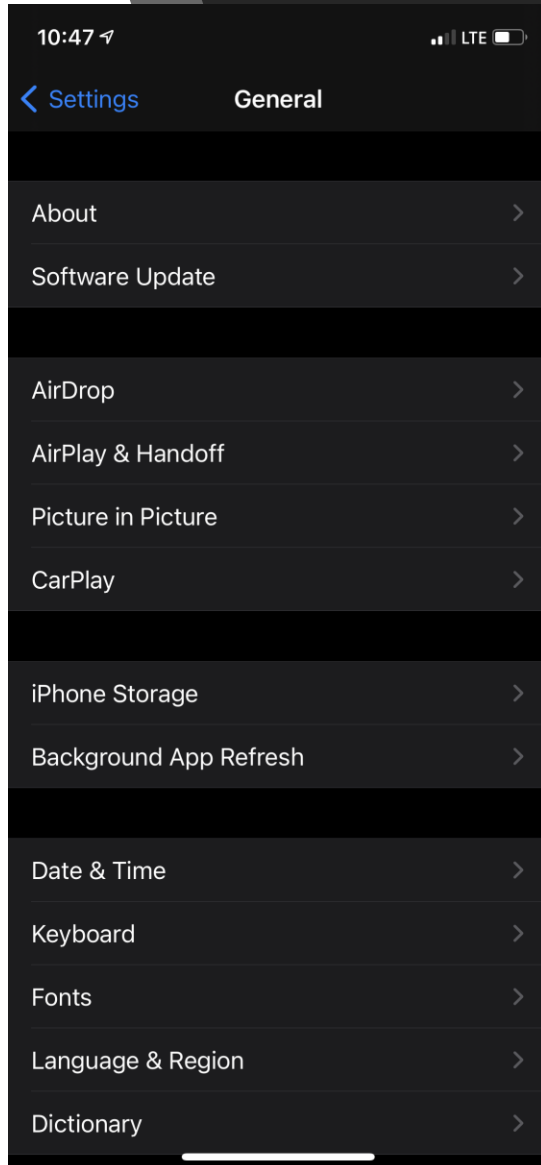 10:47 LTE
Settings General
About
Software Update
AirDrop
AirPlay & Handoff
Picture in Picture
CarPlay
iPhone Storage
Background App Refresh
Date & Time
Keyboard
Fonts
Language & Region
Dictionary